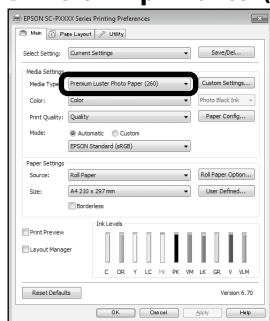 EPSON SC-PXXXX Series Printing Preferences
Main Page Layout Utility
Select Setting: Current Settings Save/Del...
Media Settings
Media Type: Premium Luster Photo Paper (260) Custom Settings...
Color: Color Photo Black Ink
Print Quality: Quality Paper Config...
Mode: Automatic Custom
EPSON Standard (sRGB)
Paper Settings
Source: Roll Paper Roll Paper Option...
Size: A4 210 x 297 mm User Defined...
Borderless
Print Preview
Layout Manager
Ink Levels
C OR Y LC MK PK VM LK GR V VLM
Reset Defaults Version 6.70
OK Cancel Apply Help